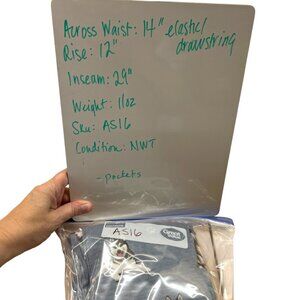 Across Waist: 14" elastic/
drawstring
Rise: 12"
Inseam: 29"
Weight: 11oz
Sku: AS16
Condition: NWT
- pockets
AS16